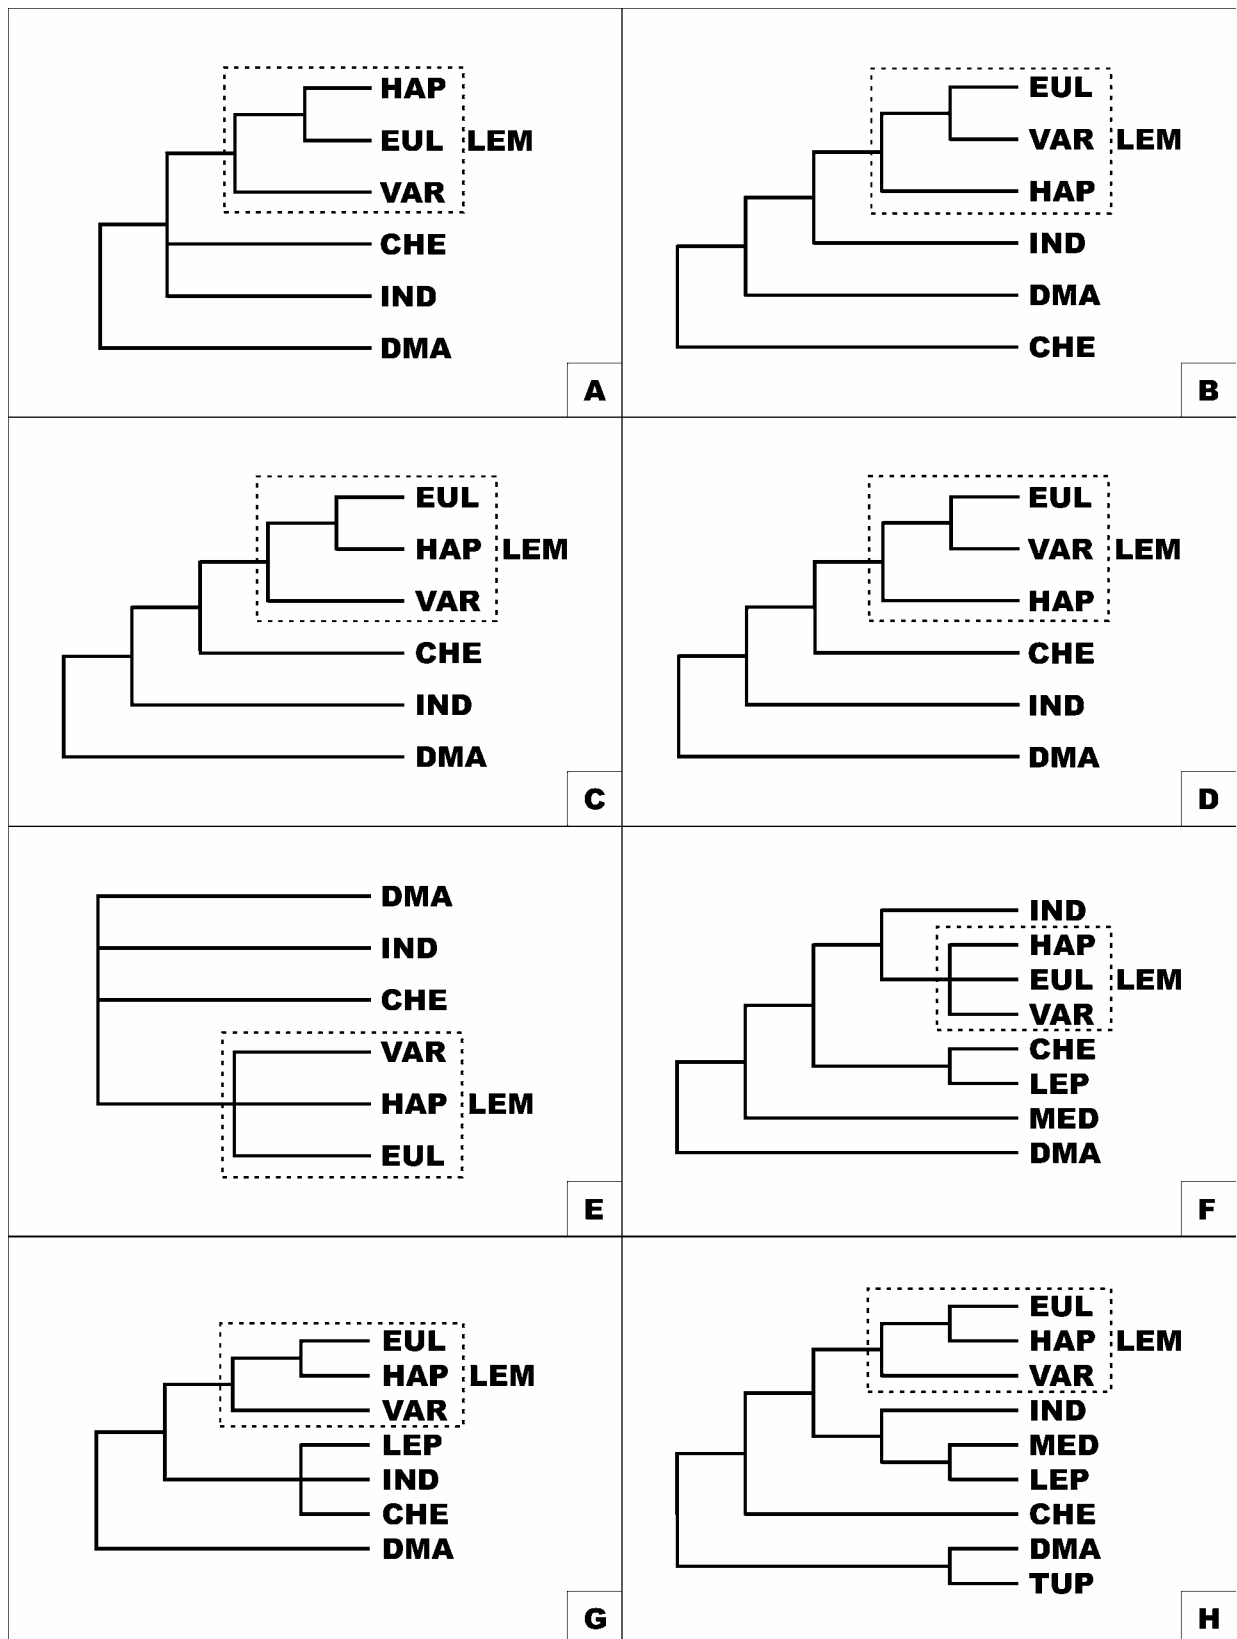 HAP
EUL LEM
VAR
CHE
IND
DMA
A
EUL
VAR LEM
HAP
IND
DMA
CHE
B
EUL
HAP LEM
VAR
CHE
IND
DMA
C
EUL
VAR LEM
HAP
CHE
IND
DMA
D
DMA
IND
CHE
VAR
HAP LEM
EUL
E
IND
HAP
EUL LEM
VAR
CHE
LEP
MED
DMA
F
EUL
HAP LEM
VAR
LEP
IND
CHE
DMA
G
EUL
HAP LEM
VAR
IND
MED
LEP
CHE
DMA
TUP
H